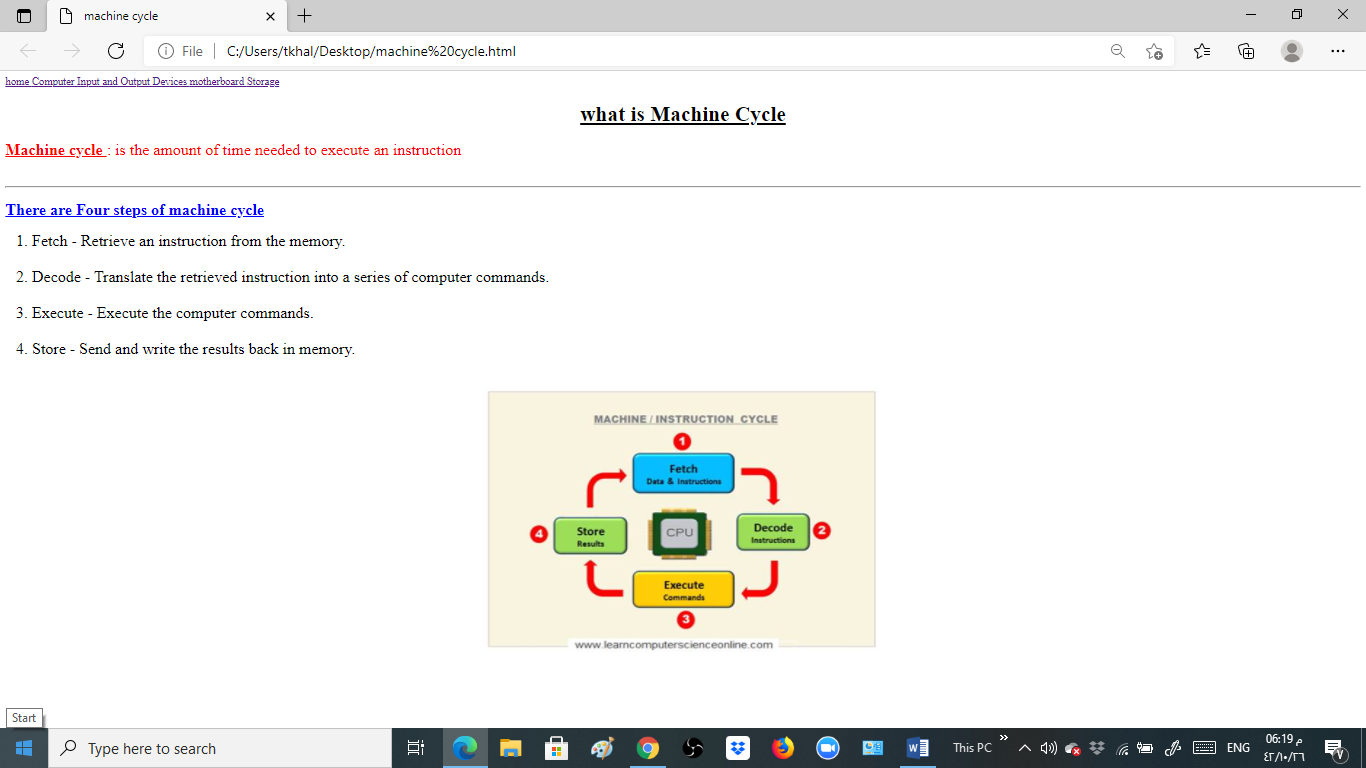 machine cycle
File
C:/Users/tkhal/Desktop/machine%20cycle.html
home Computer Input and Output Devices motherboard Storage
what is Machine Cycle
Machine cycle : is the amount of time needed to execute an instruction
There are Four steps of machine cycle
1. Fetch - Retrieve an instruction from the memory.
2. Decode - Translate the retrieved instruction into a series of computer commands.
3. Execute - Execute the computer commands.
4. Store - Send and write the results back in memory.
MACHINE / INSTRUCTION CYCLE
1
Fetch
Data & Instructions
4
Store
Results
CPU
Decode
Instructions
2
Execute
Commands
3
www.learncomputerscienceonline.com
Start
Type here to search
W
This PC
ENG
06:19 م
٤٢/١٠/٢٦
V